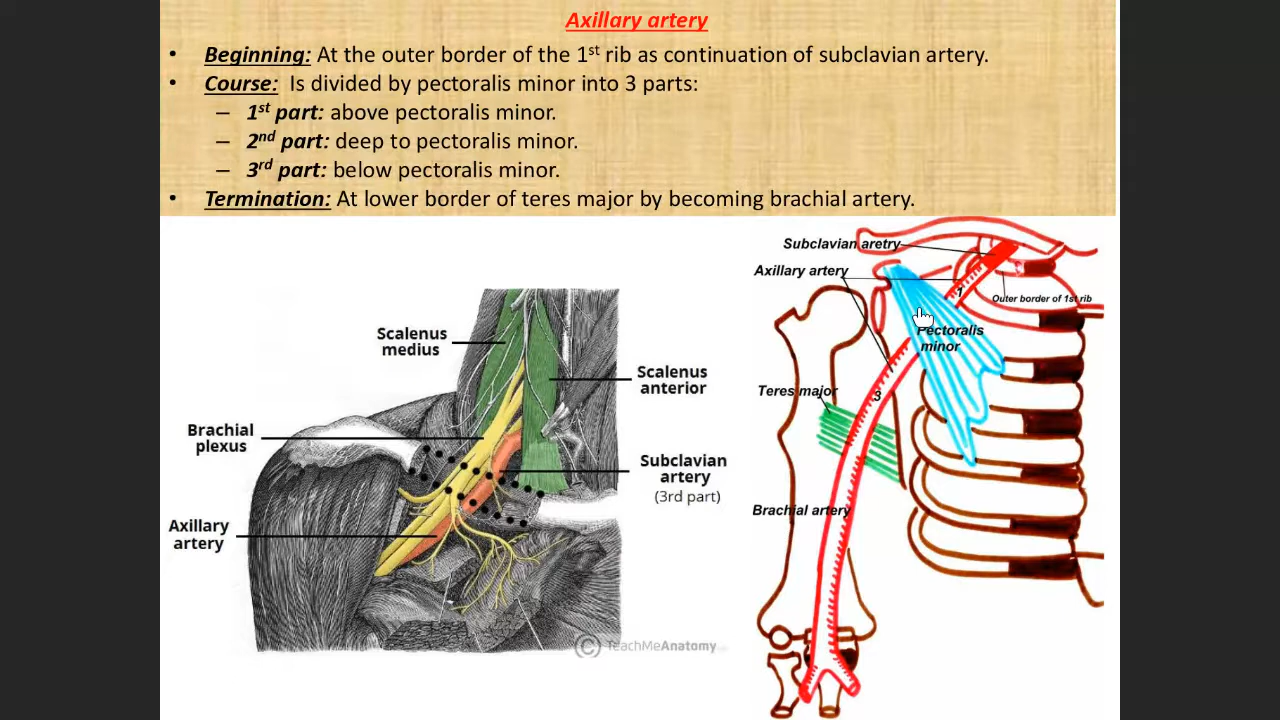 Axillary artery
• Beginning: At the outer border of the 1st rib as continuation of subclavian artery.
• Course: Is divided by pectoralis minor into 3 parts:
– 1st part: above pectoralis minor.
– 2nd part: deep to pectoralis minor.
– 3rd part: below pectoralis minor.
• Termination: At lower border of teres major by becoming brachial artery.
Scalenus
medius
Scalenus
anterior
Brachial
plexus
Subclavian
artery
(3rd part)
Axillary
artery
© TeachMeAnatomy
Subclavian aretry
Axillary artery
1
Outer border of 1st rib
Pectoralis
minor
Teres major
3
Brachial artery